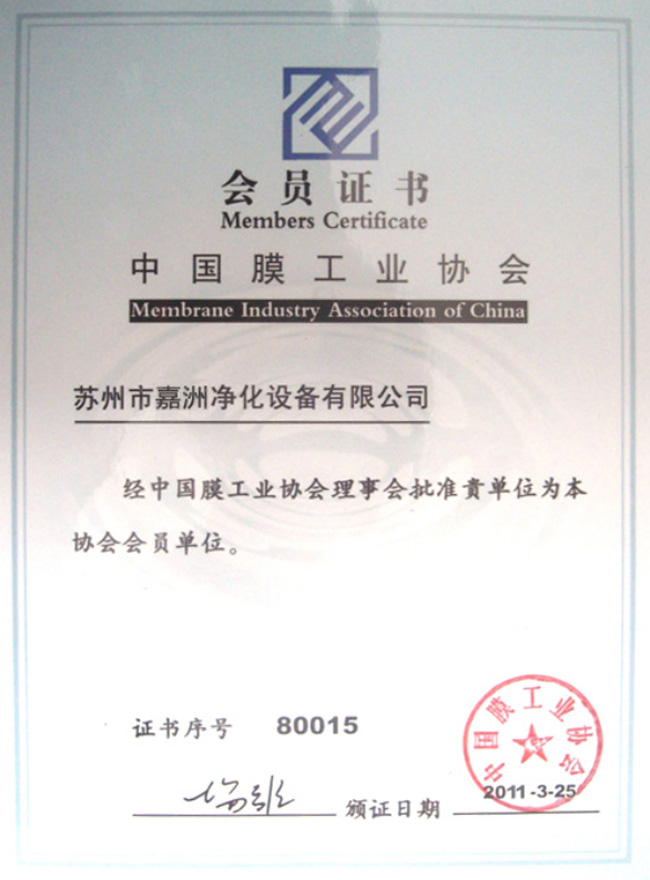 会员证书
Members Certificate
中国膜工业协会
Membrane Industry Association of China
苏州市嘉洲净化设备有限公司
经中国膜工业协会理事会批准贵单位为本
协会会员单位。
证书序号 80015
中国膜工业协会
2011-3-25
颁证日期